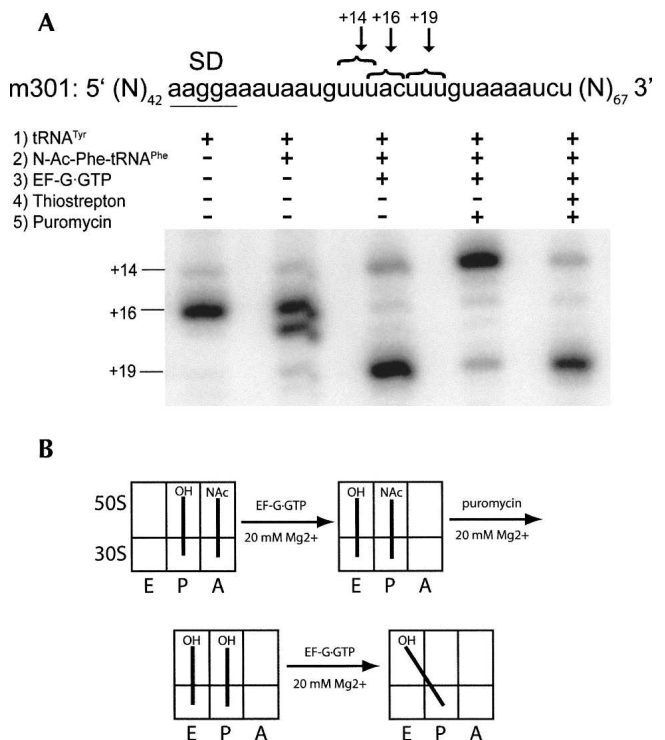 A
+14 +16 +19
SD
m301: 5‘ (N)42 aaggaaauaauguuuuacuuuguaaaaucu (N)67 3’
1) tRNATyr + + + + +
2) N-Ac-Phe-tRNAPhe - + + + +
3) EF-G·GTP - - + + +
4) Thiostrepton - - - - +
5) Puromycin - - - + +
+14
+16
+19
B
50S OH NAc EF-G·GTP OH NAc puromycin
30S 20 mM Mg2+ 20 mM Mg2+
E P A E P A
OH OH EF-G·GTP OH
20 mM Mg2+
E P A E P A